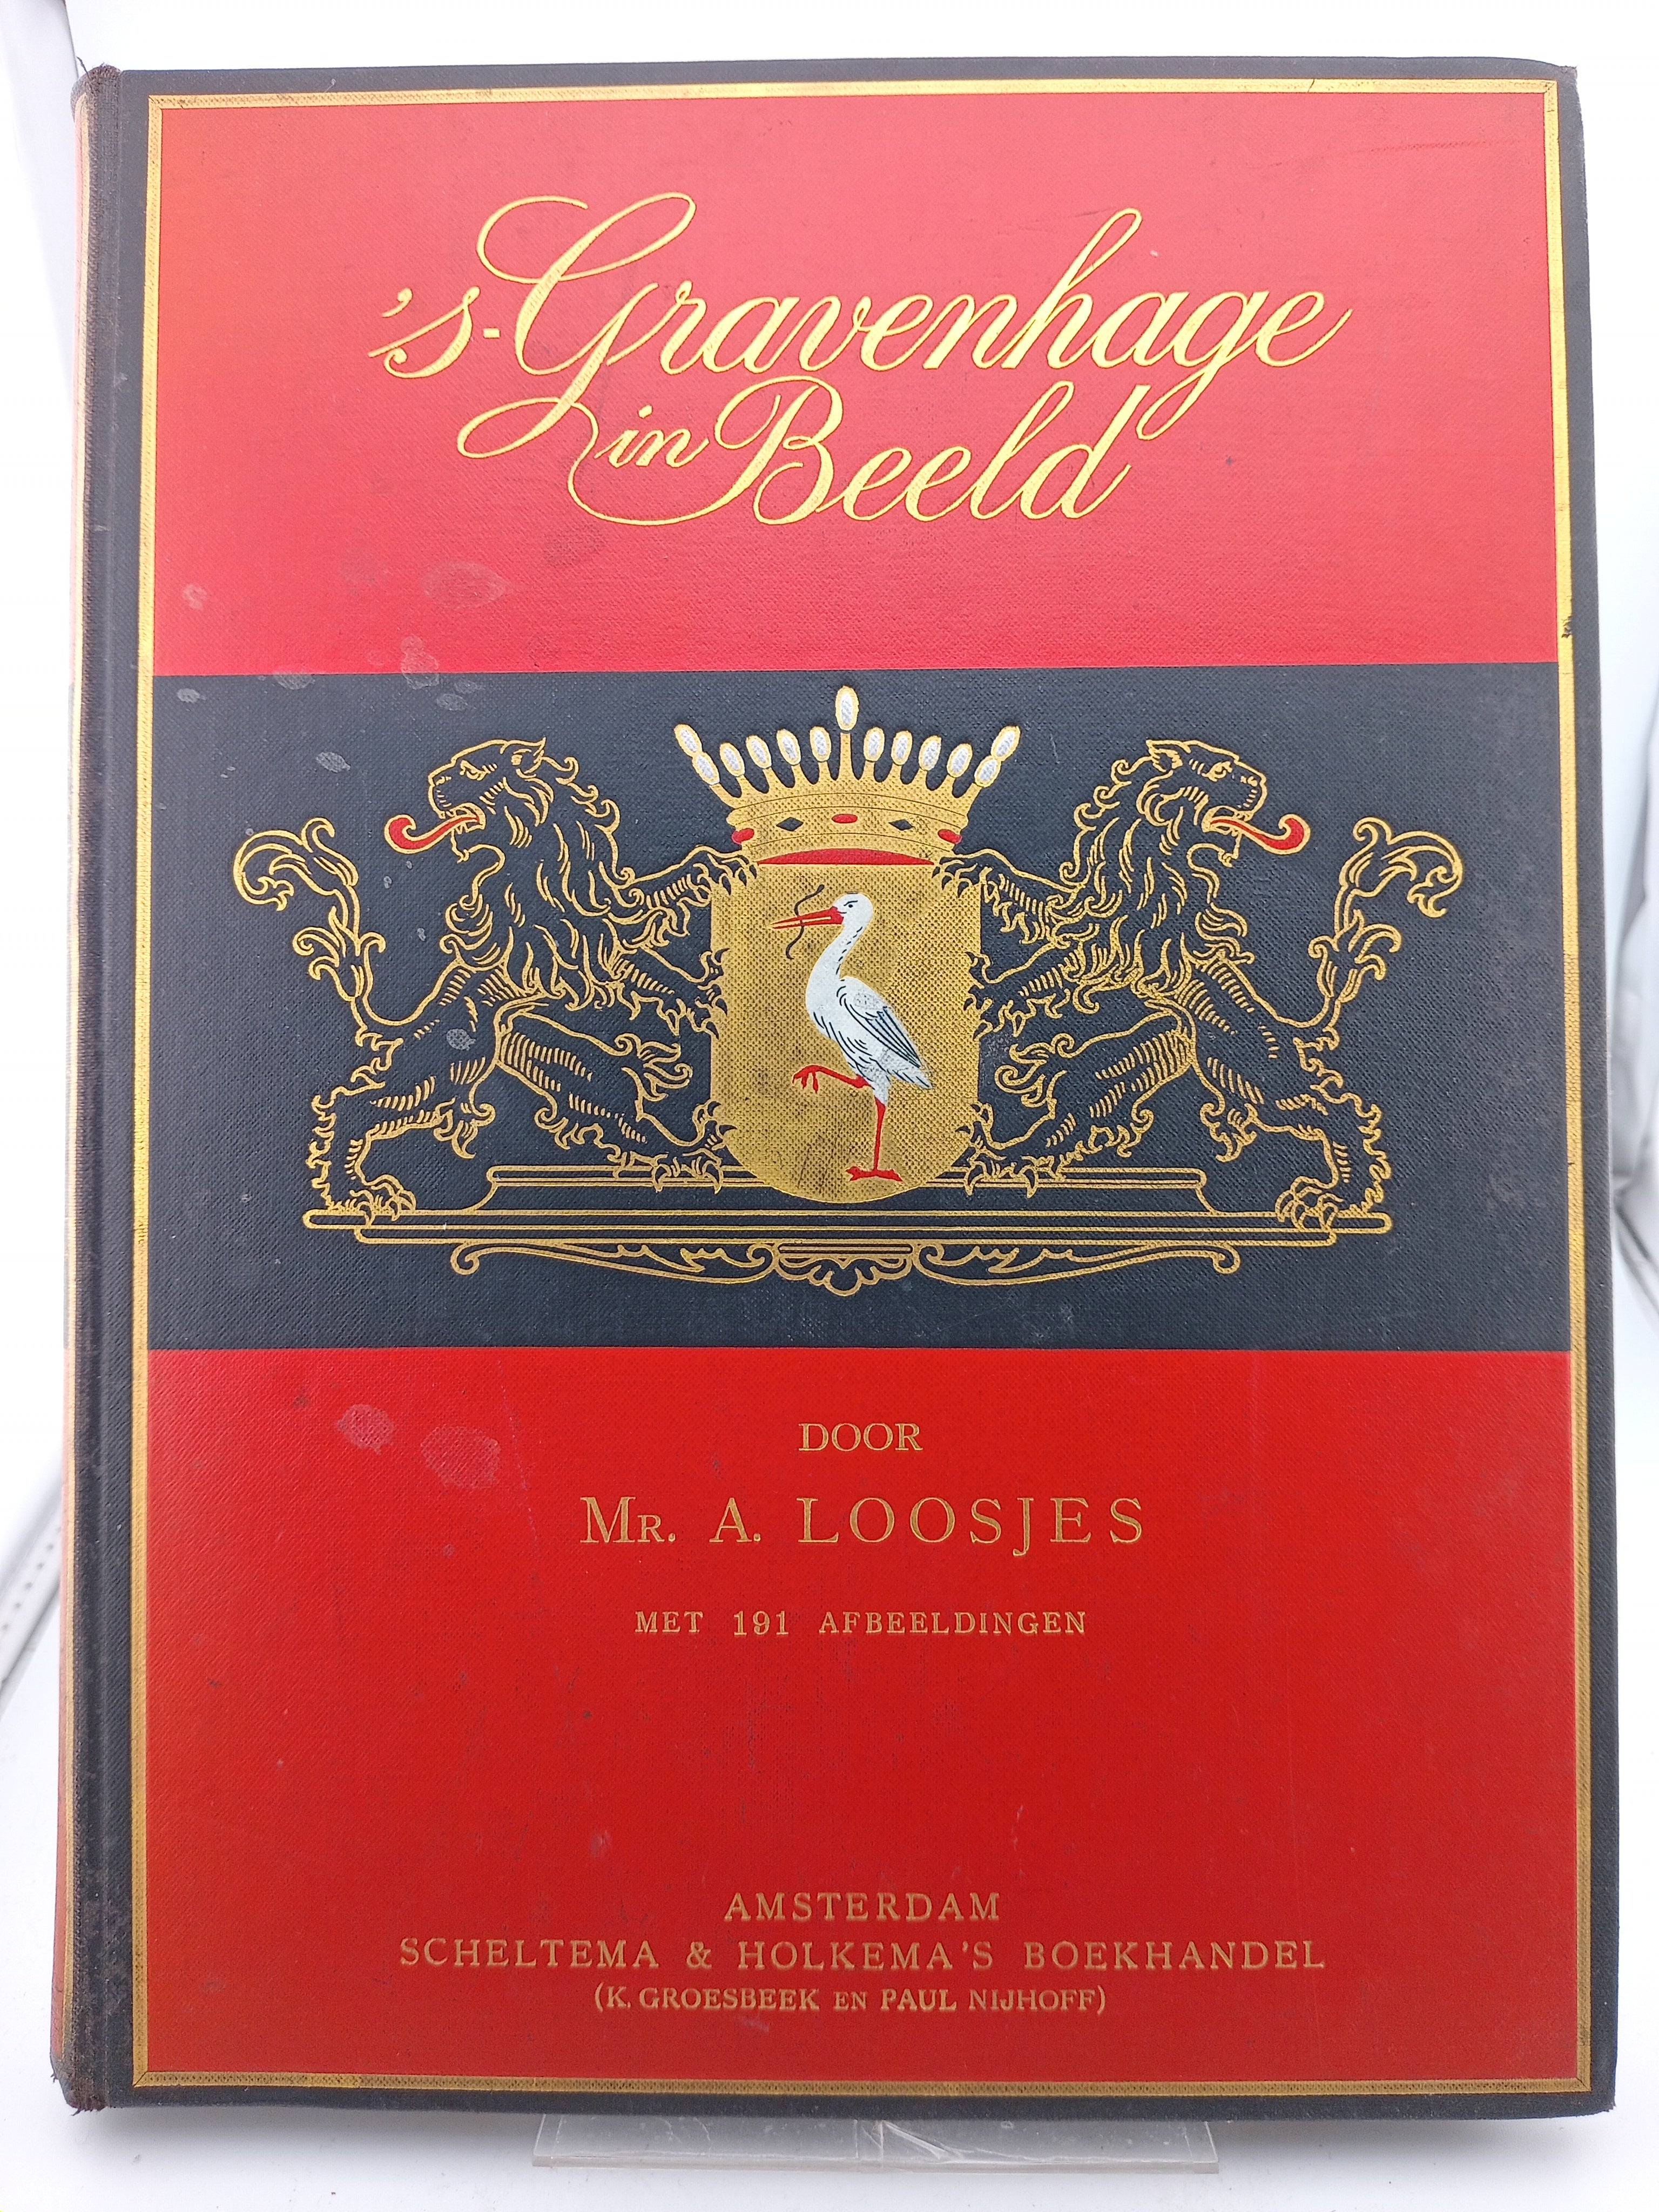 's-Gravenhage
in Beeld
DOOR
MR. A. LOOSJES
MET 191 AFBEELDINGEN
AMSTERDAM
SCHELTEMA & HOLKEMA'S BOEKHANDEL
(K. GROESBEEK EN PAUL NIJHOFF)